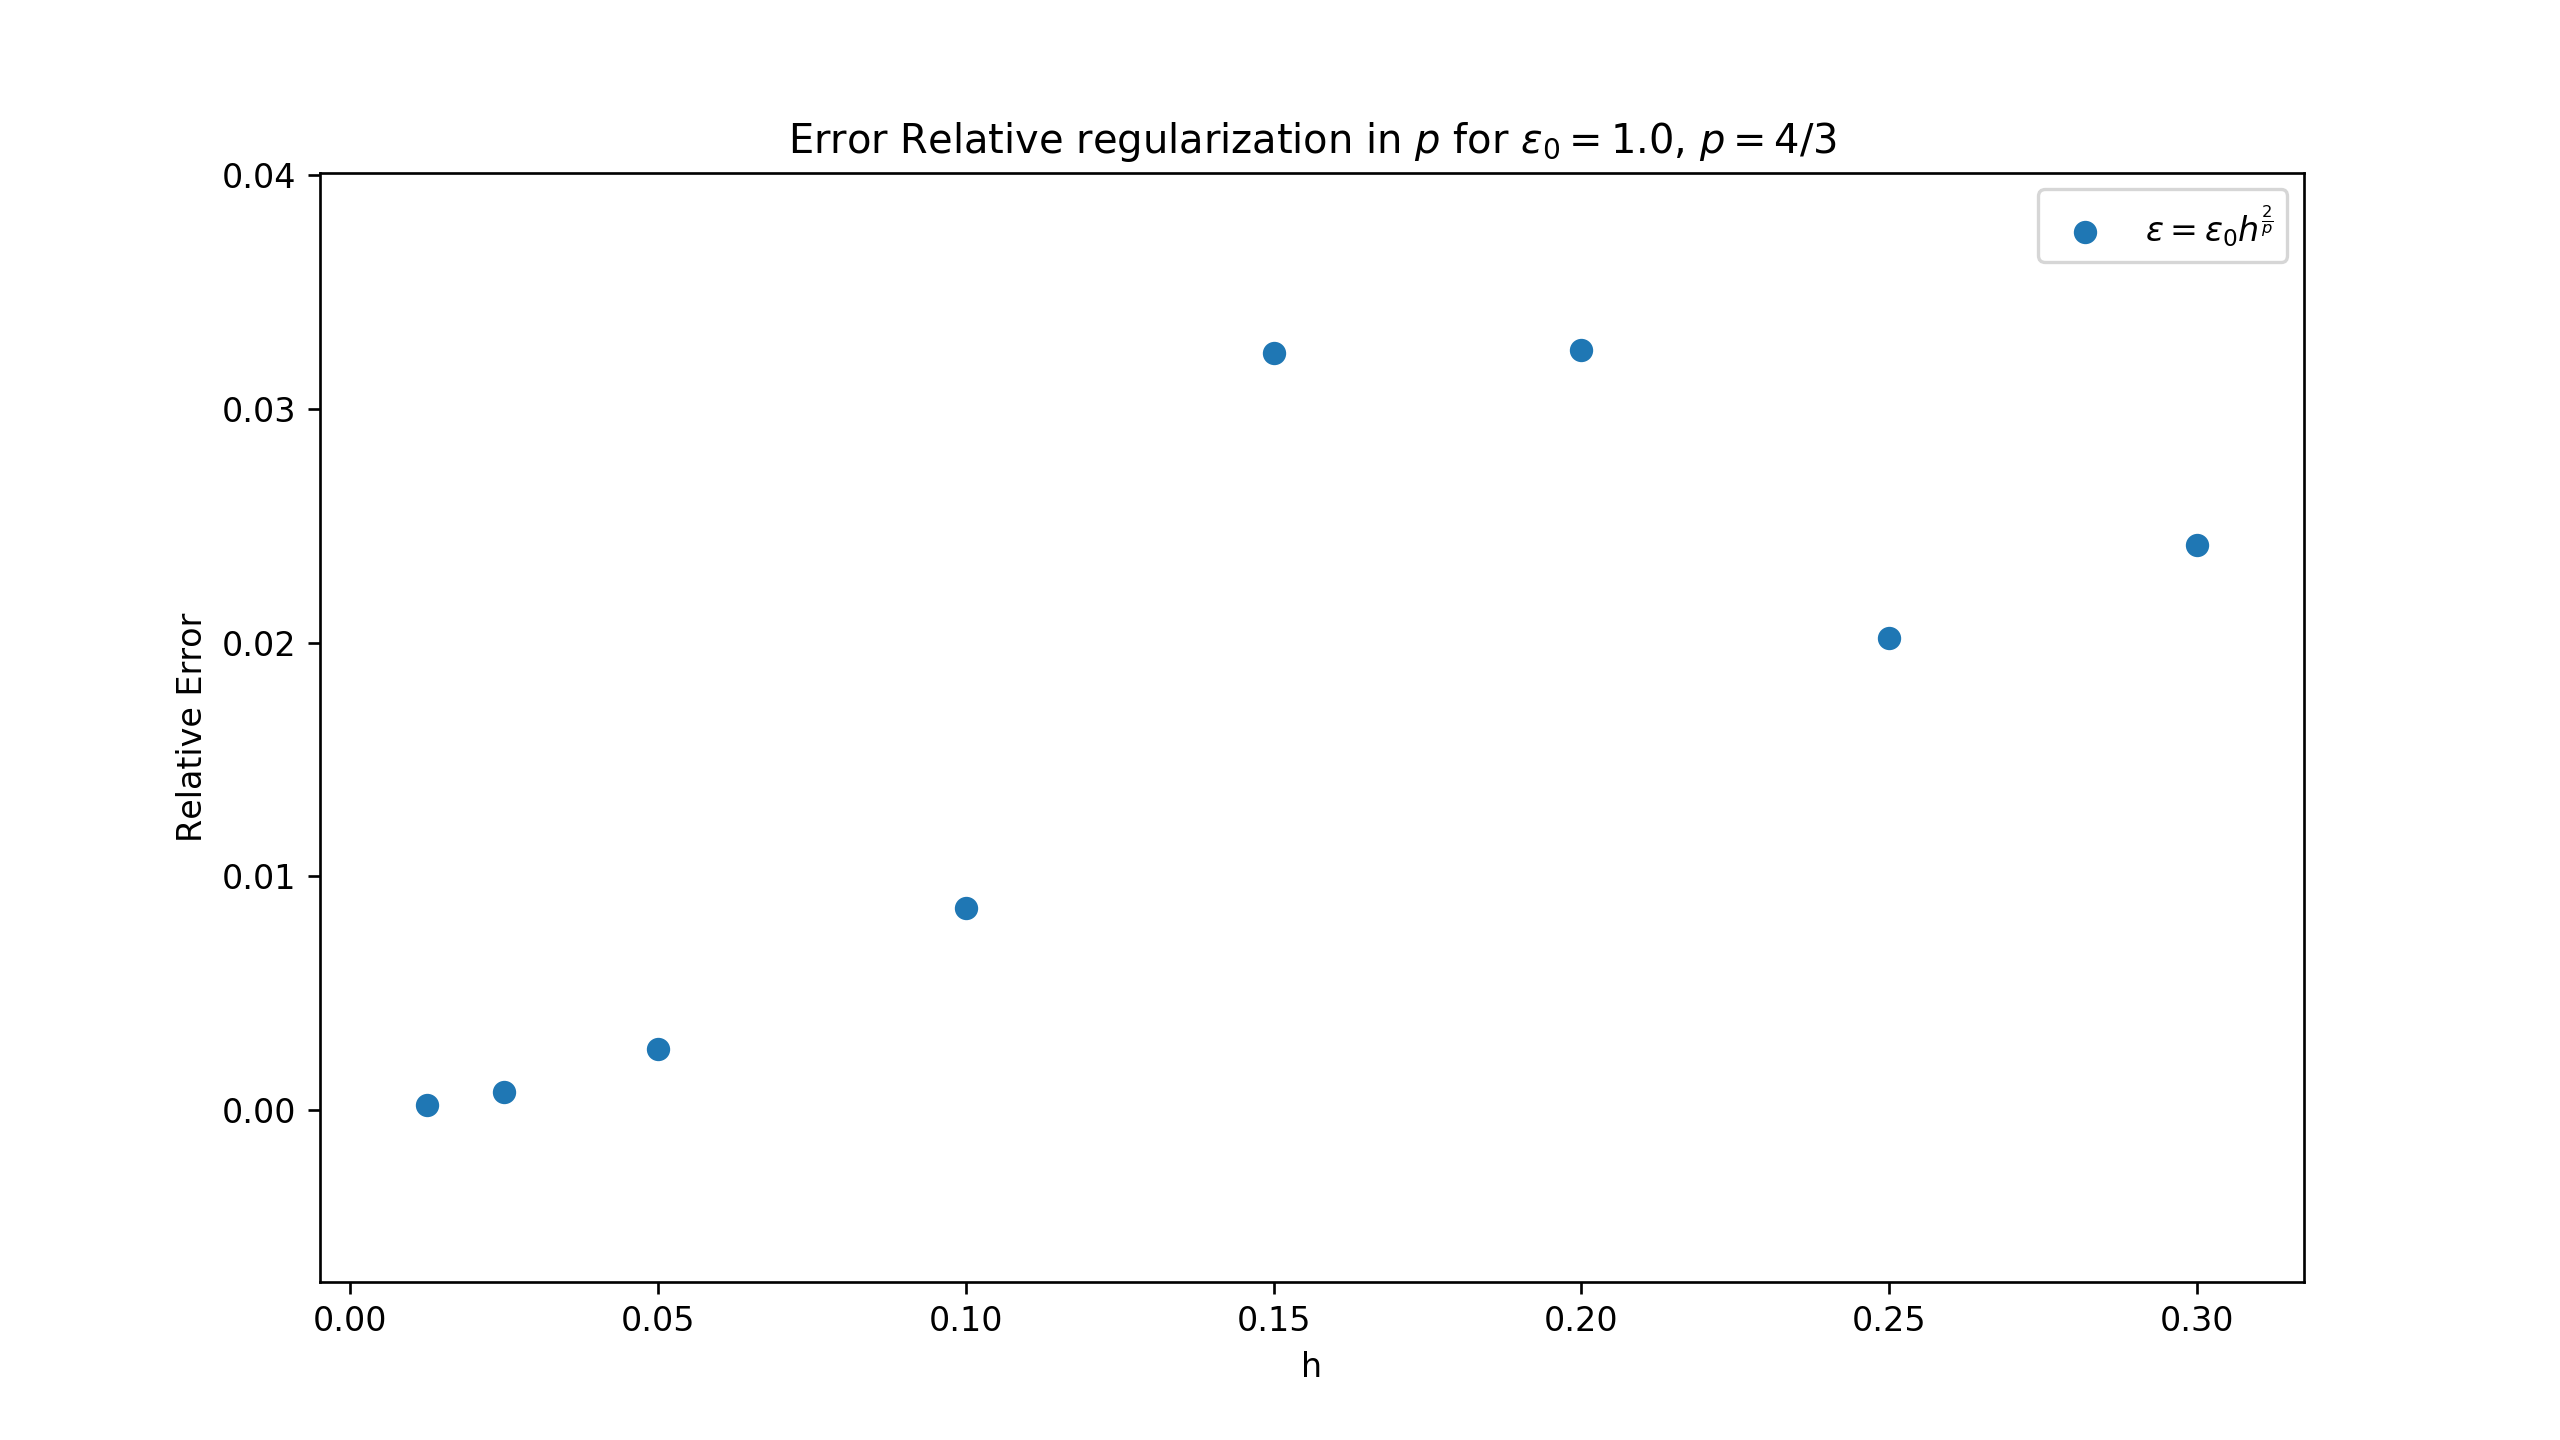 Error Relative regularization in p for ε₀ = 1.0, p = 4/3
0.04
ε = ε₀h^{2/p}
0.03
0.02
Relative Error
0.01
0.00
0.00 0.05 0.10 0.15 0.20 0.25 0.30
h